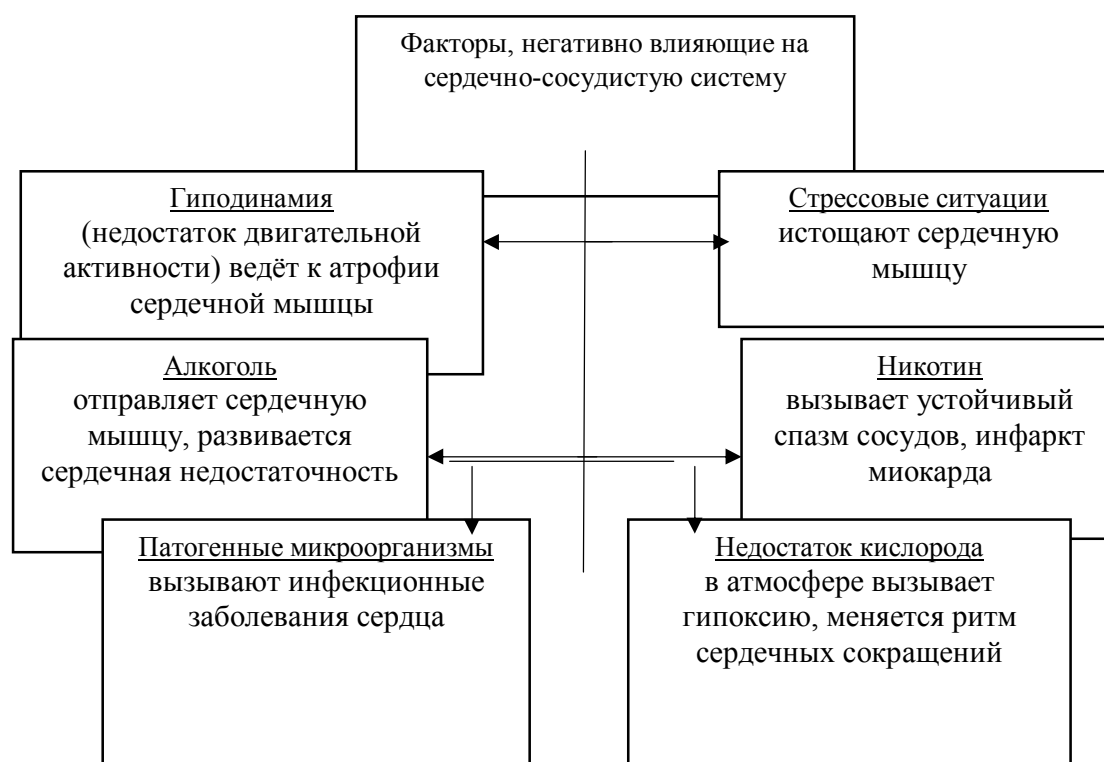 Факторы, негативно влияющие на
сердечно-сосудистую систему
Гиподинамия
(недостаток двигательной
активности) ведёт к атрофии
сердечной мышцы
Стрессовые ситуации
истощают сердечную
мышцу
Алкоголь
отправляет сердечную
мышцу, развивается
сердечная недостаточность
Никотин
вызывает устойчивый
спазм сосудов, инфаркт
миокарда
Патогенные микроорганизмы
вызывают инфекционные
заболевания сердца
Недостаток кислорода
в атмосфере вызывает
гипоксию, меняется ритм
сердечных сокращений